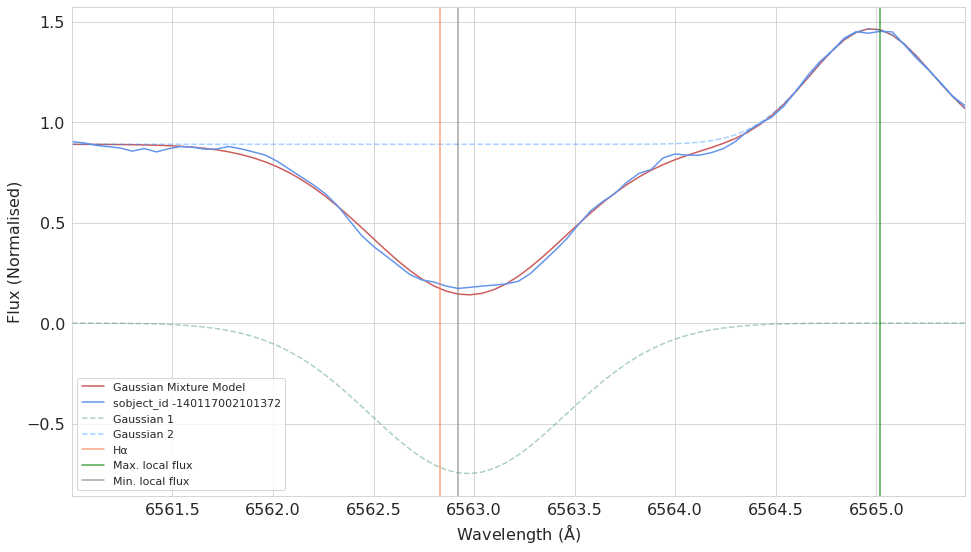 1.5
1.0
0.5
0.0
−0.5
Flux (Normalised)
Gaussian Mixture Model
sobject_id -140117002101372
Gaussian 1
Gaussian 2
Hα
Max. local flux
Min. local flux
6561.5 6562.0 6562.5 6563.0 6563.5 6564.0 6564.5 6565.0
Wavelength (Å)